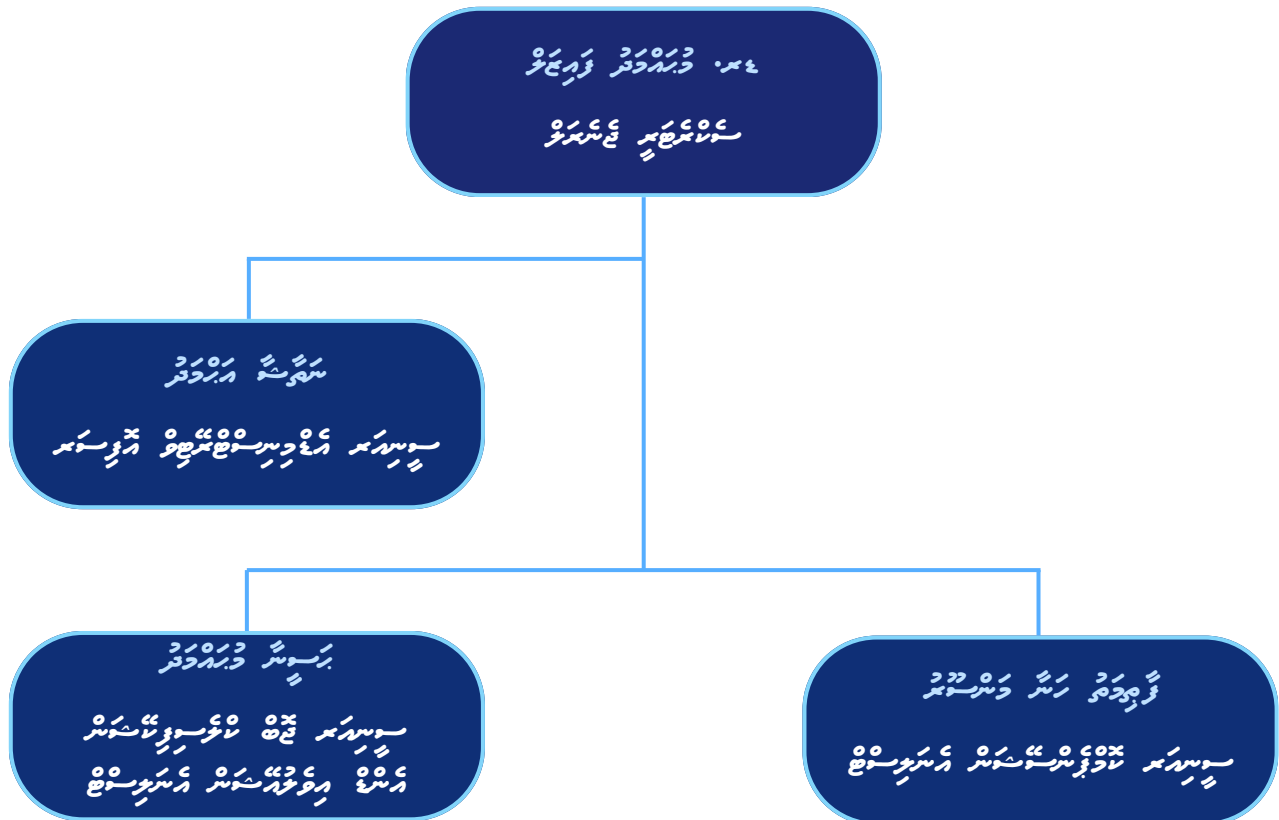 ޑރ. މުޙައްމަދު ފައިޒަލް
ސެކްރެޓަރީ ޖެނެރަލް
ނަތާޝާ އަޙްމަދު
ސީނިއަރ އެޑްމިނިސްޓްރޭޓިވް އޮފިސަރ
ޙަސީނާ މުޙައްމަދު
ސީނިއަރ ޖޮބް ކްލެސިފިކޭޝަން
އެންޑް އިވެލުއޭޝަން އެނަލިސްޓް
ފާޠިމަތު ހަނާ މަންސޫރު
ސީނިއަރ ކޮމްޕެންސޭޝަން އެނަލިސްޓް